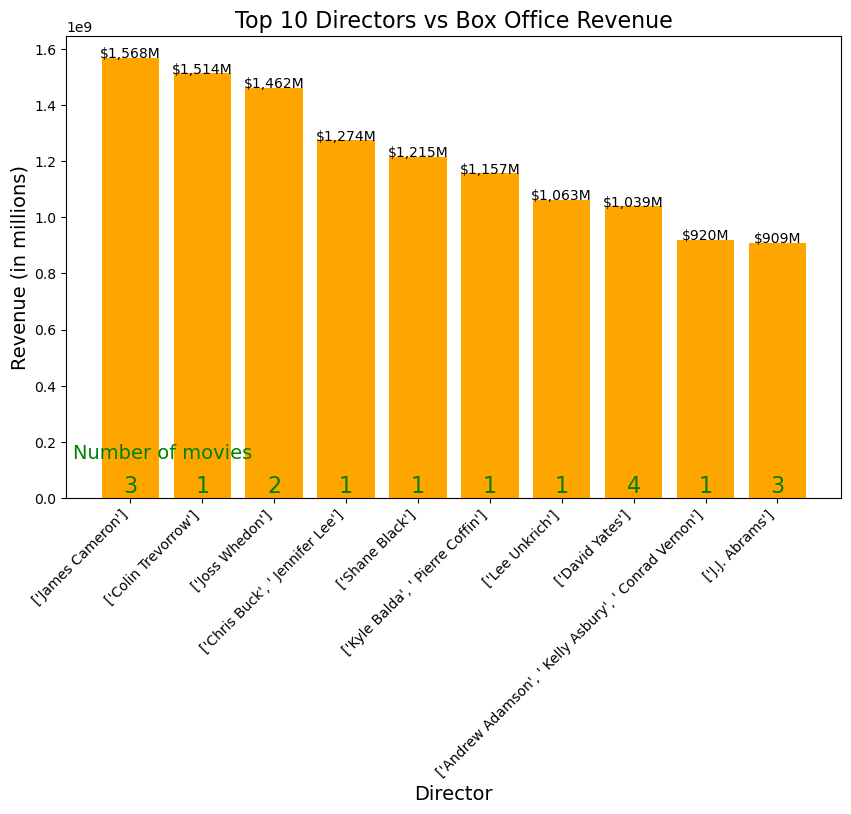 Top 10 Directors vs Box Office Revenue
1e9
Revenue (in millions)
1.6
1.4
1.2
1.0
0.8
0.6
0.4
0.2
0.0
$1,568M
$1,514M
$1,462M
$1,274M
$1,215M
$1,157M
$1,063M
$1,039M
$920M
$909M
Number of movies
3 1 2 1 1 1 1 4 1 3
['James Cameron']
['Colin Trevorrow']
['Joss Whedon']
['Chris Buck', ' Jennifer Lee']
['Shane Black']
['Kyle Balda', ' Pierre Coffin']
['Lee Unkrich']
['David Yates']
['Andrew Adamson', ' Kelly Asbury', ' Conrad Vernon']
['J.J. Abrams']
Director